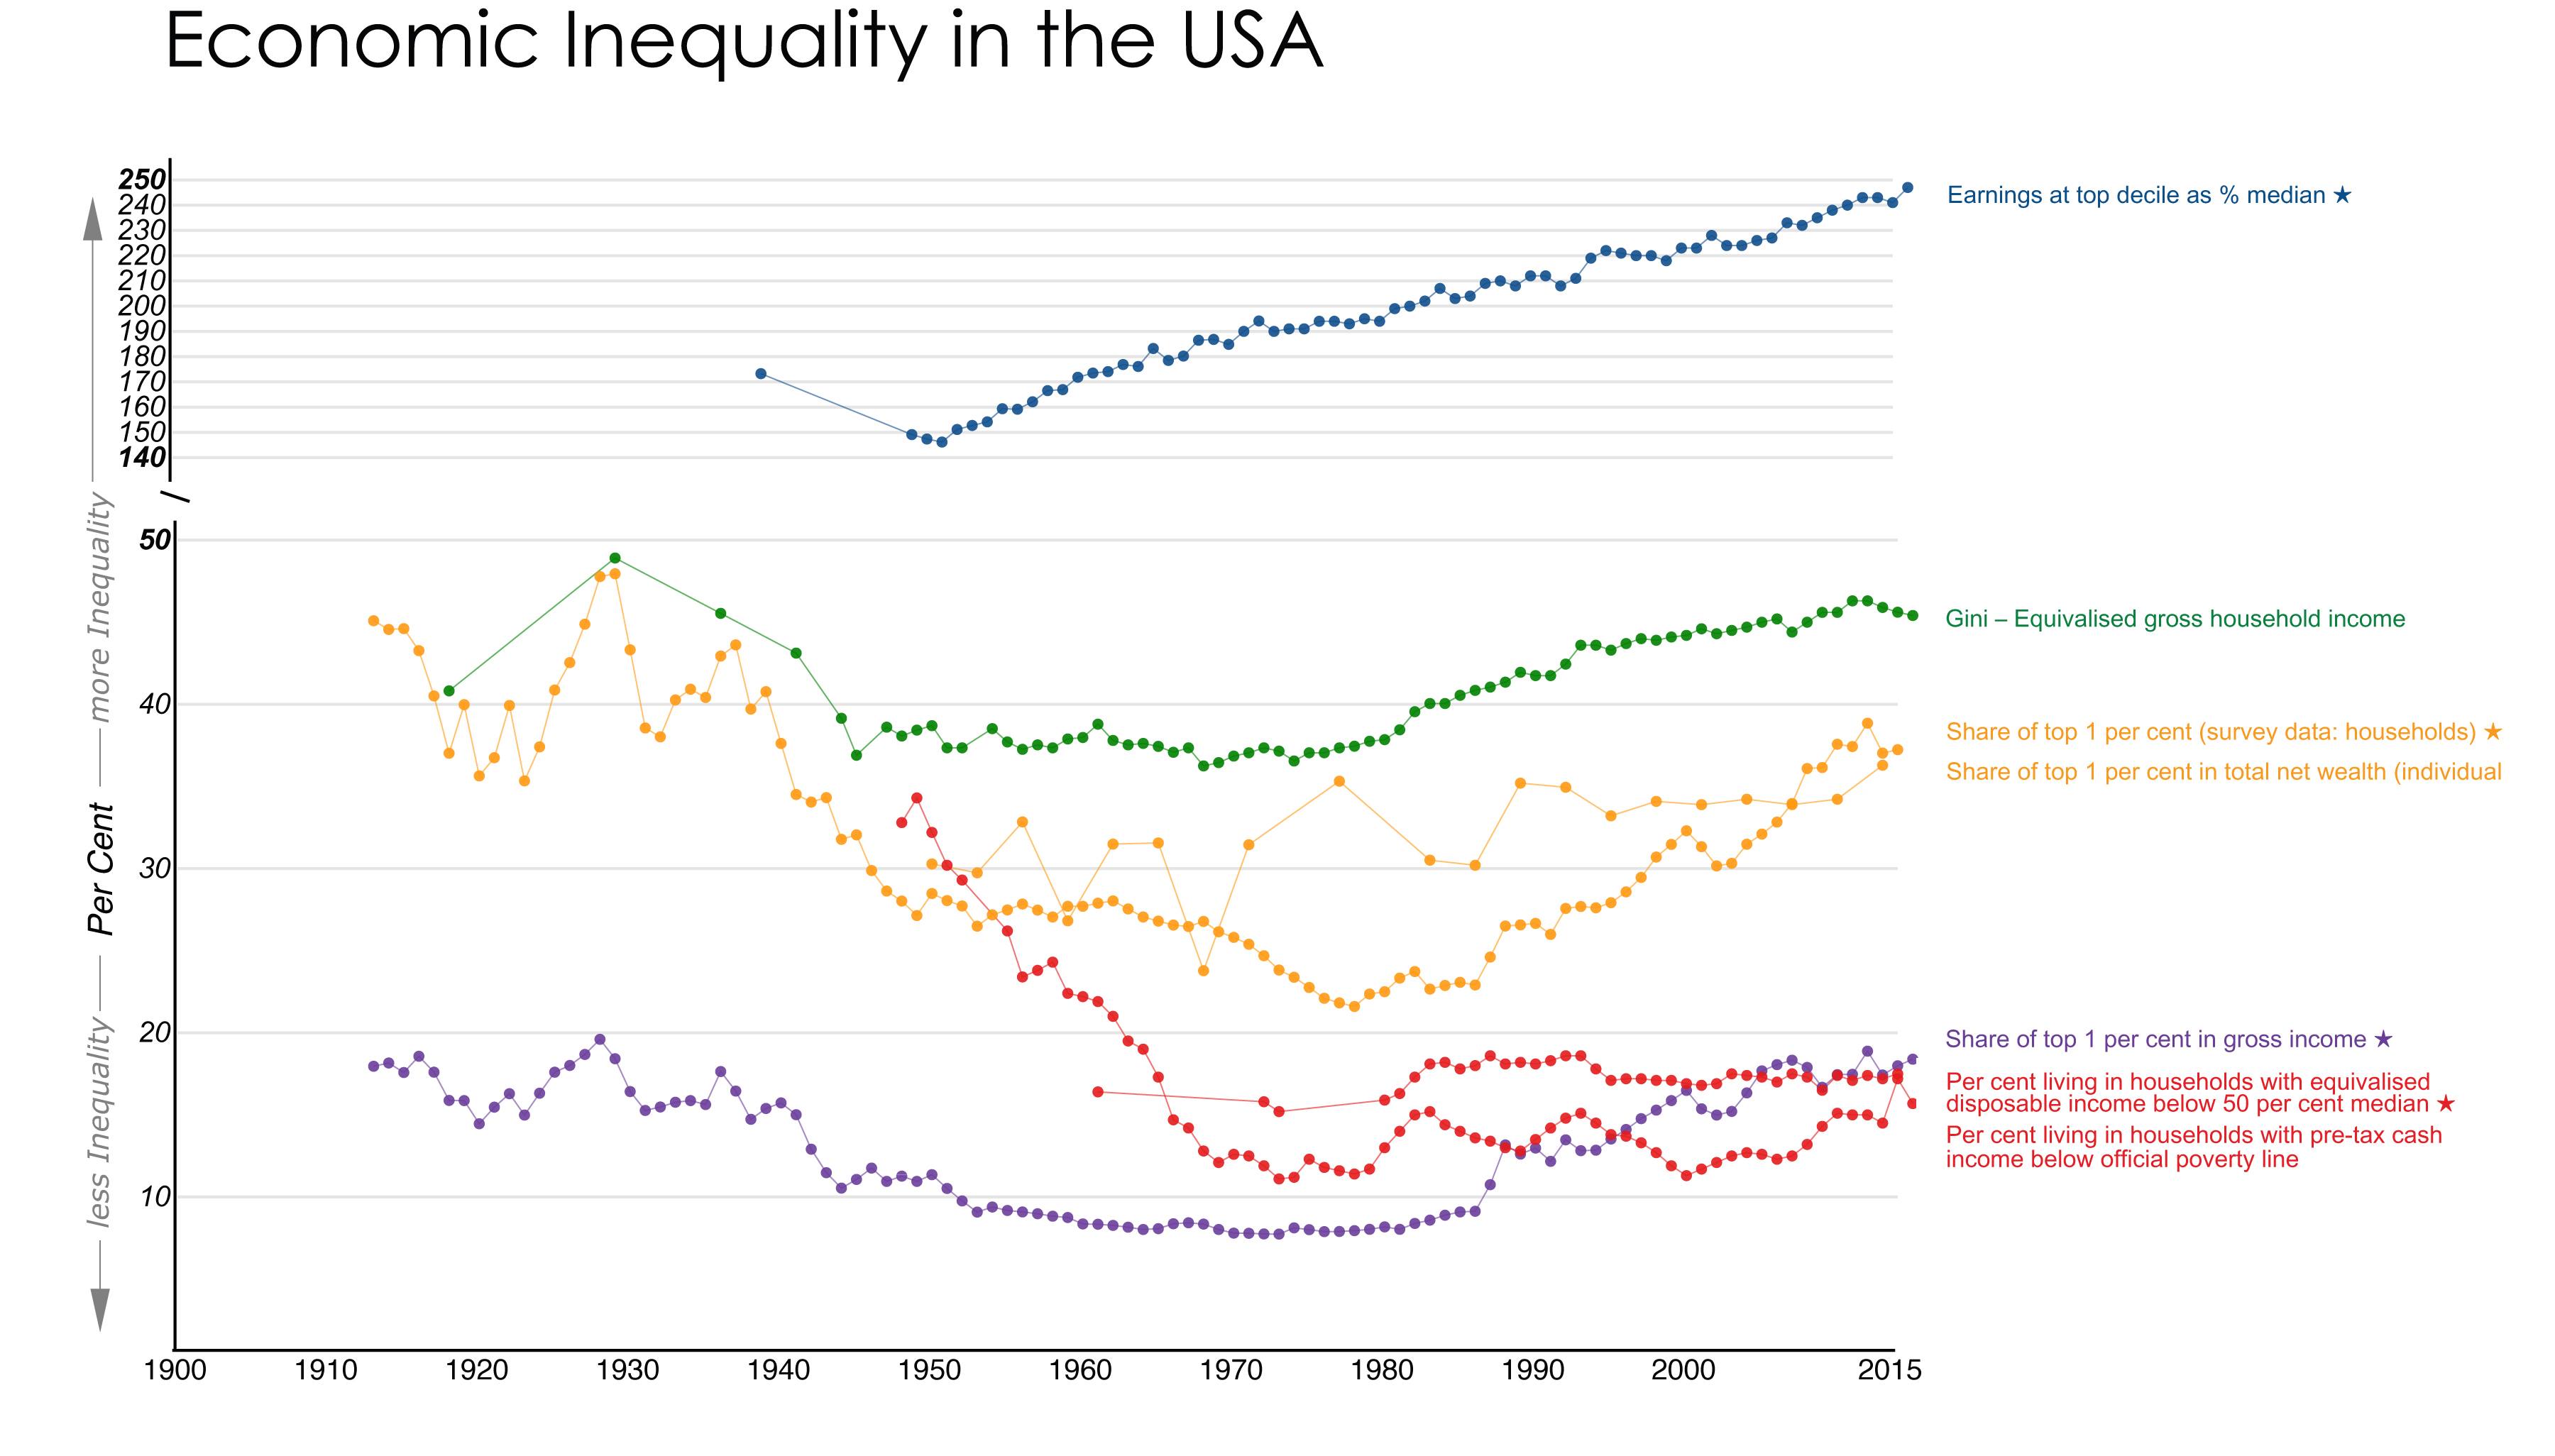 Economic Inequality in the USA
250
240
230
220
210
200
190
180
170
160
150
140
Earnings at top decile as % median ★
less Inequality
Per Cent
more Inequality
50
40
30
20
10
Gini – Equivalised gross household income
Share of top 1 per cent (survey data: households) ★
Share of top 1 per cent in total net wealth (individual
Share of top 1 per cent in gross income ★
Per cent living in households with equivalised
disposable income below 50 per cent median ★
Per cent living in households with pre-tax cash
income below official poverty line
1900 1910 1920 1930 1940 1950 1960 1970 1980 1990 2000 2015